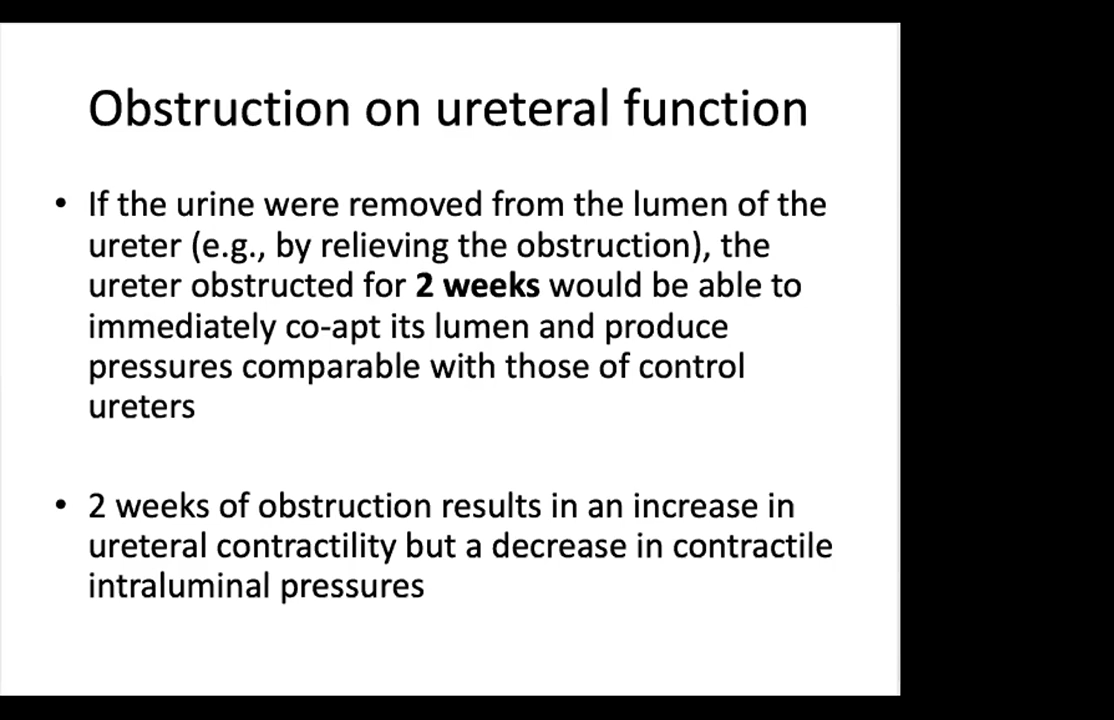 Obstruction on ureteral function
• If the urine were removed from the lumen of the
ureter (e.g., by relieving the obstruction), the
ureter obstructed for 2 weeks would be able to
immediately co-apt its lumen and produce
pressures comparable with those of control
ureters
• 2 weeks of obstruction results in an increase in
ureteral contractility but a decrease in contractile
intraluminal pressures